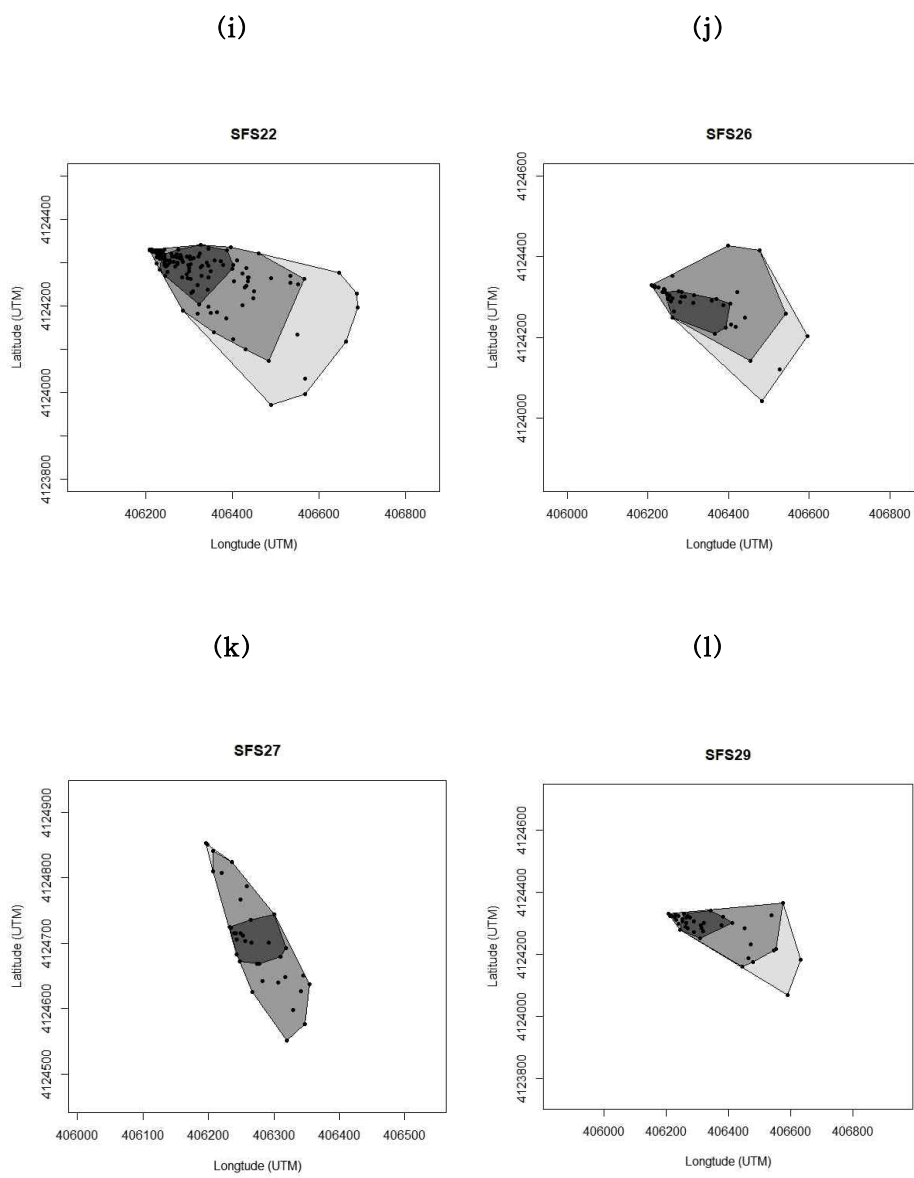 (i)
(j)
SFS22
SFS26
Latitude (UTM)
4123800 4124000 4124200 4124400
406200 406400 406600 406800
Longtude (UTM)
Latitude (UTM)
4124000 4124200 4124400 4124600
406000 406200 406400 406600 406800
Longtude (UTM)
(k)
(l)
SFS27
SFS29
Latitude (UTM)
4124500 4124600 4124700 4124800 4124900
406000 406100 406200 406300 406400 406500
Longtude (UTM)
Latitude (UTM)
4123800 4124000 4124200 4124400 4124600
406000 406200 406400 406600 406800
Longtude (UTM)